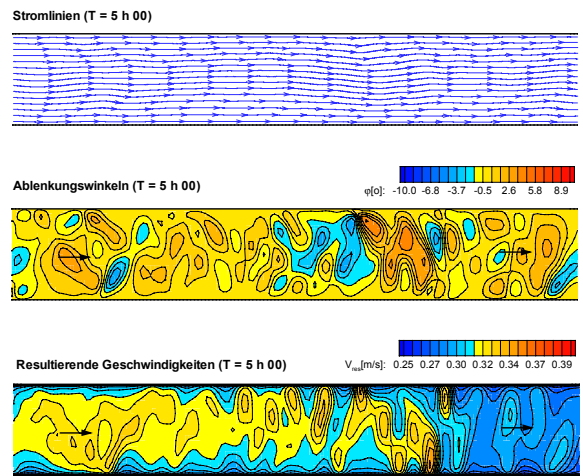 Stromlinien (T = 5 h 00)
Ablenkungswinkeln (T = 5 h 00)
φ[o]: -10.0 -6.8 -3.7 -0.5 2.6 5.8 8.9
Resultierende Geschwindigkeiten (T = 5 h 00)
V_res[m/s]: 0.25 0.27 0.30 0.32 0.34 0.37 0.39